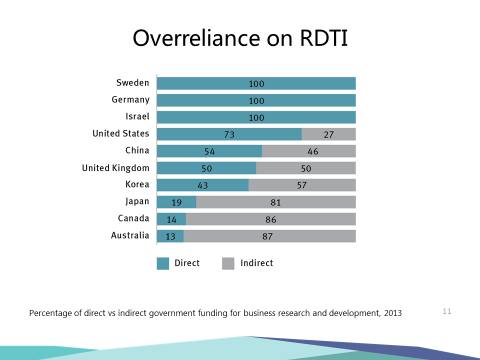 Overreliance on RDTI
Sweden 100
Germany 100
Israel 100
United States 73 27
China 54 46
United Kingdom 50 50
Korea 43 57
Japan 19 81
Canada 14 86
Australia 13 87
Direct Indirect
Percentage of direct vs indirect government funding for business research and development, 2013
11